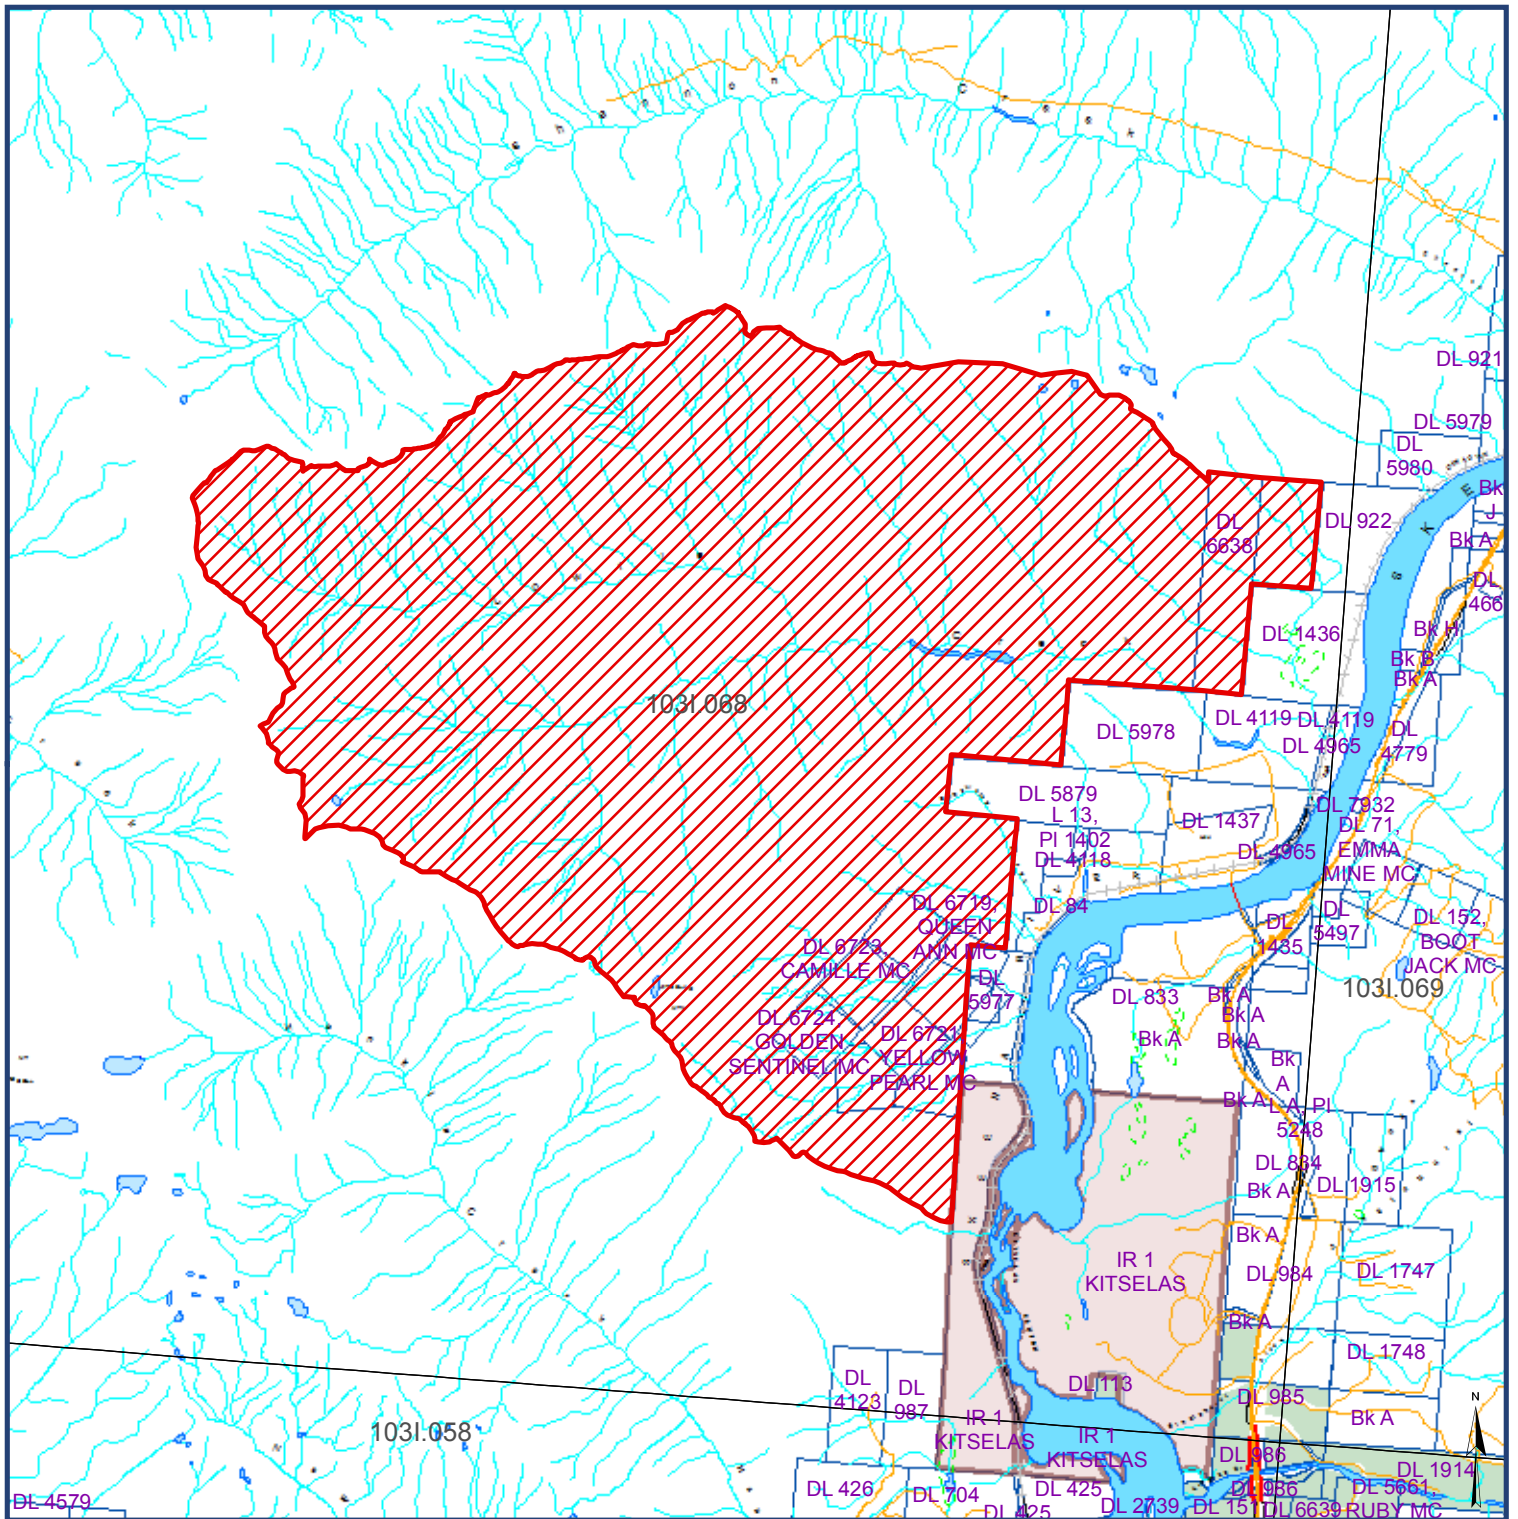 DL 921
DL 5979
DL
5980
Bk
J
DL
6638
DL 922
Bk A
DL
466
S K E
DL 1436
Bk H
Bk B
Bk A
103I.068
DL 5978
DL 4119
DL 4119
DL 4965
DL
4779
DL 5879
L 13,
Pl 1402
DL 4118
DL 1437
DL 4965
DL 7932
DL 71,
EMMA
MINE MC
DL 84
DL 6719,
QUEEN
ANN MC
DL 6723,
CAMILLE MC
DL
1435
DL
5497
DL 152,
BOOT
JACK MC
DL
5977
DL 833
Bk A
Bk A
103I.069
DL 6724,
GOLDEN
SENTINEL MC
DL 6721,
YELLOW
PEARL MC
Bk A
Bk A
Bk
A
Bk A
L A, Pl
5248
DL 834
Bk A
DL 1915
Bk A
IR 1
KITSELAS
DL 984
DL 1747
Bk A
DL 1748
DL
4123
DL
987
DL 113
DL 985
Bk A
N
103I.058
IR 1
KITSELAS
IR 1
KITSELAS
DL 986
DL 1914
DL 4579
DL 426
DL 704
DL 425
DL 425
DL 2739
DL 986
DL 151
DL 6639
DL 5661,
RUBY MC